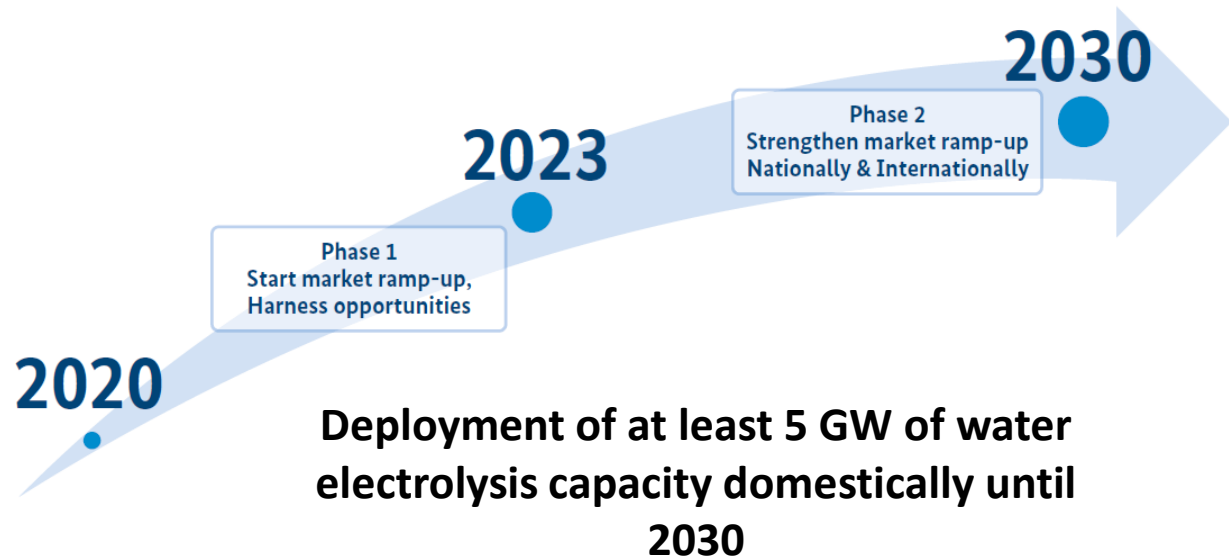 2030
Phase 2
Strengthen market ramp-up
Nationally & Internationally
2023
Phase 1
Start market ramp-up,
Harness opportunities
2020
Deployment of at least 5 GW of water
electrolysis capacity domestically until
2030